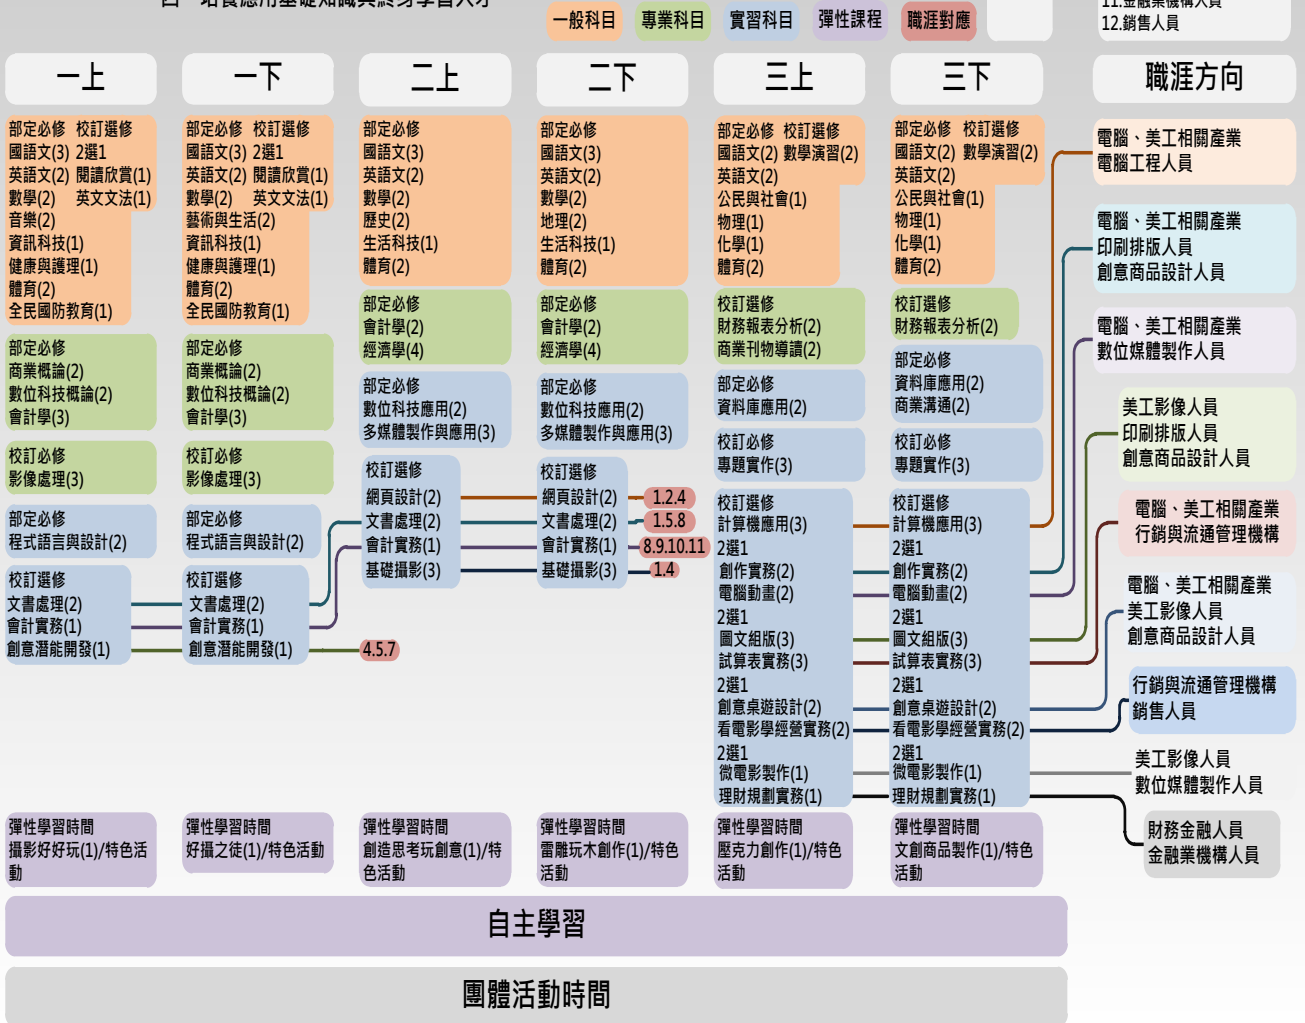 四、培養應用基礎知識與終身學習人才
一般科目
專業科目
實習科目
彈性課程
職涯對應
11.金融業機構人員
12.銷售人員
一上
一下
二上
二下
三上
三下
職涯方向
部定必修 校訂選修
國語文(3) 2選1
英語文(2) 閱讀欣賞(1)
數學(2) 英文文法(1)
音樂(2)
資訊科技(1)
健康與護理(1)
體育(2)
全民國防教育(1)
部定必修
商業概論(2)
數位科技概論(2)
會計學(3)
校訂必修
影像處理(3)
部定必修
程式語言與設計(2)
校訂選修
文書處理(2)
會計實務(1)
創意潛能開發(1)
部定必修 校訂選修
國語文(3) 2選1
英語文(2) 閱讀欣賞(1)
數學(2) 英文文法(1)
藝術與生活(2)
資訊科技(1)
健康與護理(1)
體育(2)
全民國防教育(1)
部定必修
商業概論(2)
數位科技概論(2)
會計學(3)
校訂必修
影像處理(3)
部定必修
程式語言與設計(2)
校訂選修
文書處理(2)
會計實務(1)
創意潛能開發(1)
4.5.7
部定必修
國語文(3)
英語文(2)
數學(2)
歷史(2)
生活科技(1)
體育(2)
部定必修
會計學(2)
經濟學(4)
部定必修
數位科技應用(2)
多媒體製作與應用(3)
校訂選修
網頁設計(2)
文書處理(2)
會計實務(1)
基礎攝影(3)
部定必修
國語文(3)
英語文(2)
數學(2)
地理(2)
生活科技(1)
體育(2)
部定必修
會計學(2)
經濟學(4)
部定必修
數位科技應用(2)
多媒體製作與應用(3)
校訂選修
網頁設計(2)
文書處理(2)
會計實務(1)
基礎攝影(3)
1.2.4
1.5.8
8.9.10.11
1.4
部定必修 校訂選修
國語文(2) 數學演習(2)
英語文(2)
公民與社會(1)
物理(1)
化學(1)
體育(2)
校訂選修
財務報表分析(2)
商業刊物導讀(2)
部定必修
資料庫應用(2)
校訂必修
專題實作(3)
校訂選修
計算機應用(3)
2選1
創作實務(2)
電腦動畫(2)
2選1
圖文組版(3)
試算表實務(3)
2選1
創意桌遊設計(2)
看電影學經營實務(2)
2選1
微電影製作(1)
理財規劃實務(1)
部定必修 校訂選修
國語文(2) 數學演習(2)
英語文(2)
公民與社會(1)
物理(1)
化學(1)
體育(2)
校訂選修
財務報表分析(2)
部定必修
資料庫應用(2)
商業溝通(2)
校訂必修
專題實作(3)
校訂選修
計算機應用(3)
2選1
創作實務(2)
電腦動畫(2)
2選1
圖文組版(3)
試算表實務(3)
2選1
創意桌遊設計(2)
看電影學經營實務(2)
2選1
微電影製作(1)
理財規劃實務(1)
電腦、美工相關產業
電腦工程人員
電腦、美工相關產業
印刷排版人員
創意商品設計人員
電腦、美工相關產業
數位媒體製作人員
美工影像人員
印刷排版人員
創意商品設計人員
電腦、美工相關產業
行銷與流通管理機構
電腦、美工相關產業
美工影像人員
創意商品設計人員
行銷與流通管理機構
銷售人員
美工影像人員
數位媒體製作人員
財務金融人員
金融業機構人員
彈性學習時間
攝影好好玩(1)/特色活
動
彈性學習時間
好攝之徒(1)/特色活動
彈性學習時間
創造思考玩創意(1)/特
色活動
彈性學習時間
雷雕玩木創作(1)/特色
活動
彈性學習時間
壓克力創作(1)/特色
活動
彈性學習時間
文創商品製作(1)/特色
活動
自主學習
團體活動時間